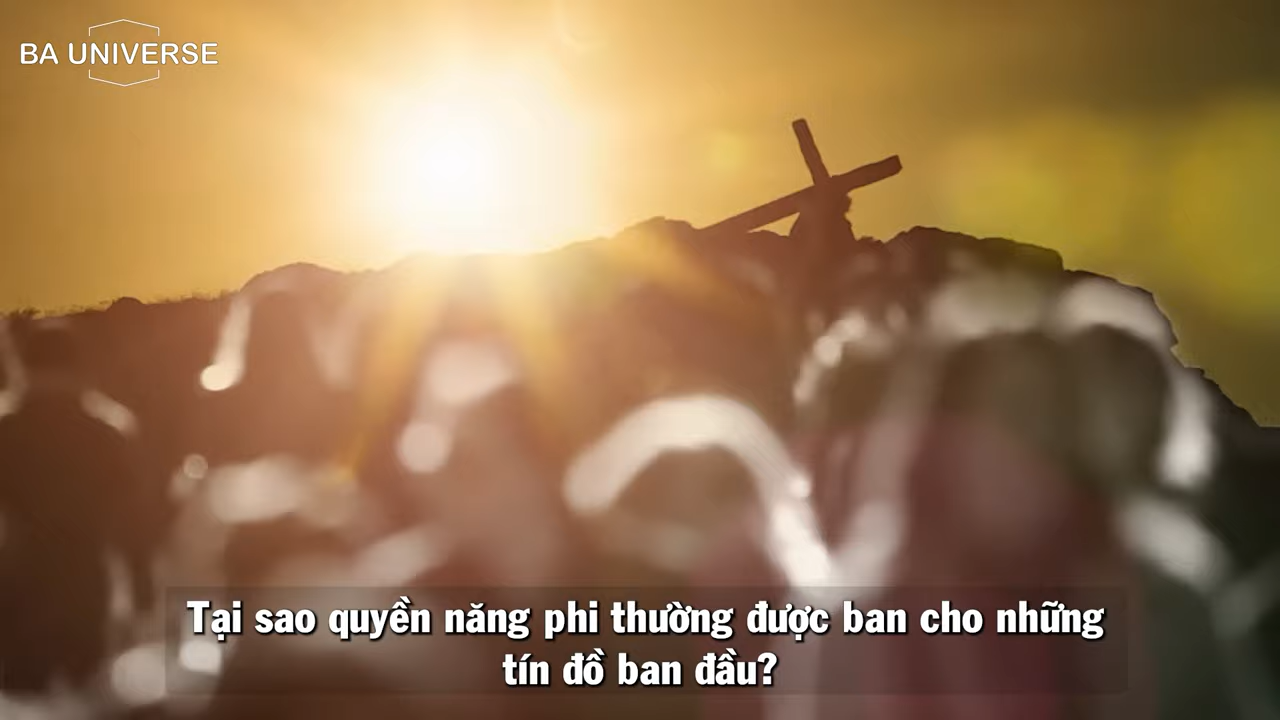 BA UNIVERSE
Tại sao quyền năng phi thường được ban cho những
tín đồ ban đầu?